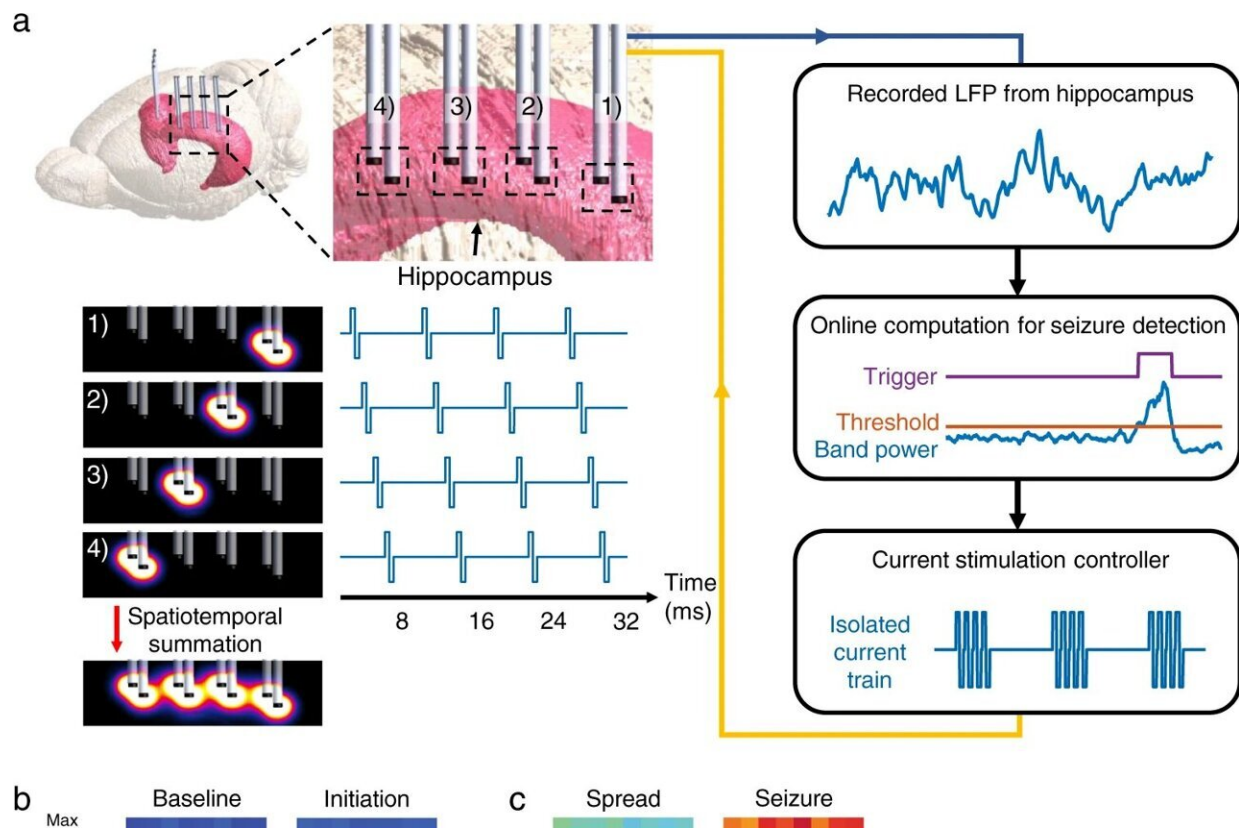 a
4)
3)
2)
1)
Hippocampus
Recorded LFP from hippocampus
Online computation for seizure detection
Trigger
Threshold
Band power
Current stimulation controller
Isolated
current
train
1)
2)
3)
4)
Time
(ms)
8 16 24 32
Spatiotemporal
summation
b
Max
Baseline
Initiation
c
Spread
Seizure